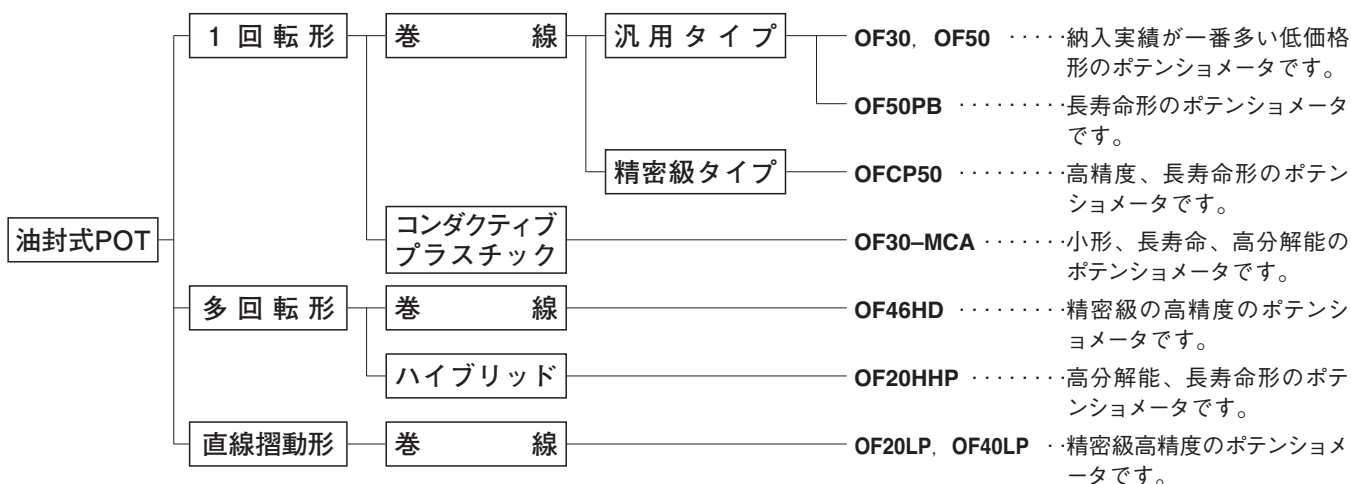 1回転形 巻線 汎用タイプ OF30, OF50 ·····納入実績が一番多い低価格
形のポテンショメータです。
OF50PB ·········長寿命形のポテンショメータ
です。
精密級タイプ OFCP50 ·········高精度、長寿命形のポテン
ショメータです。
油封式POT
コンダクティブ
プラスチック
OF30–MCA ·······小形、長寿命、高分解能の
ポテンショメータです。
多回転形 巻線 OF46HD ·········精密級の高精度のポテンシ
ョメータです。
ハイブリッド OF20HHP ········高分解能、長寿命形のポテ
ンショメータです。
直線摺動形 巻線 OF20LP, OF40LP ··精密級高精度のポテンショメ
ータです。